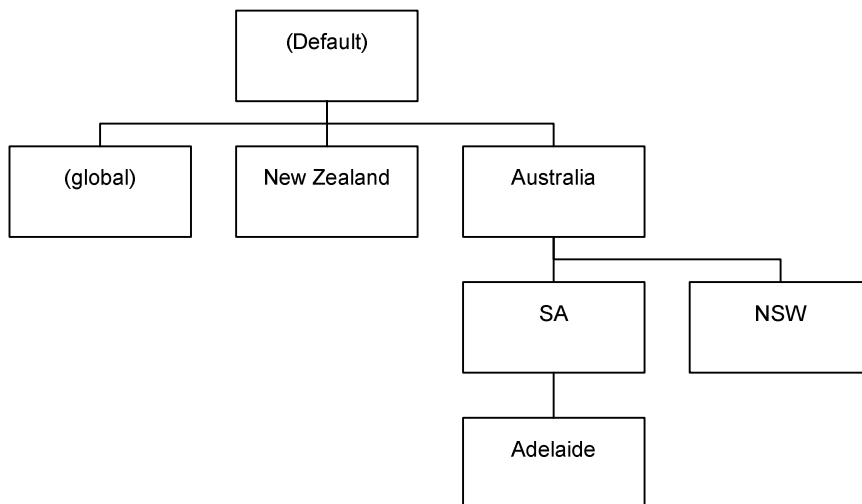 (Default)
(global)
New Zealand
Australia
SA
NSW
Adelaide